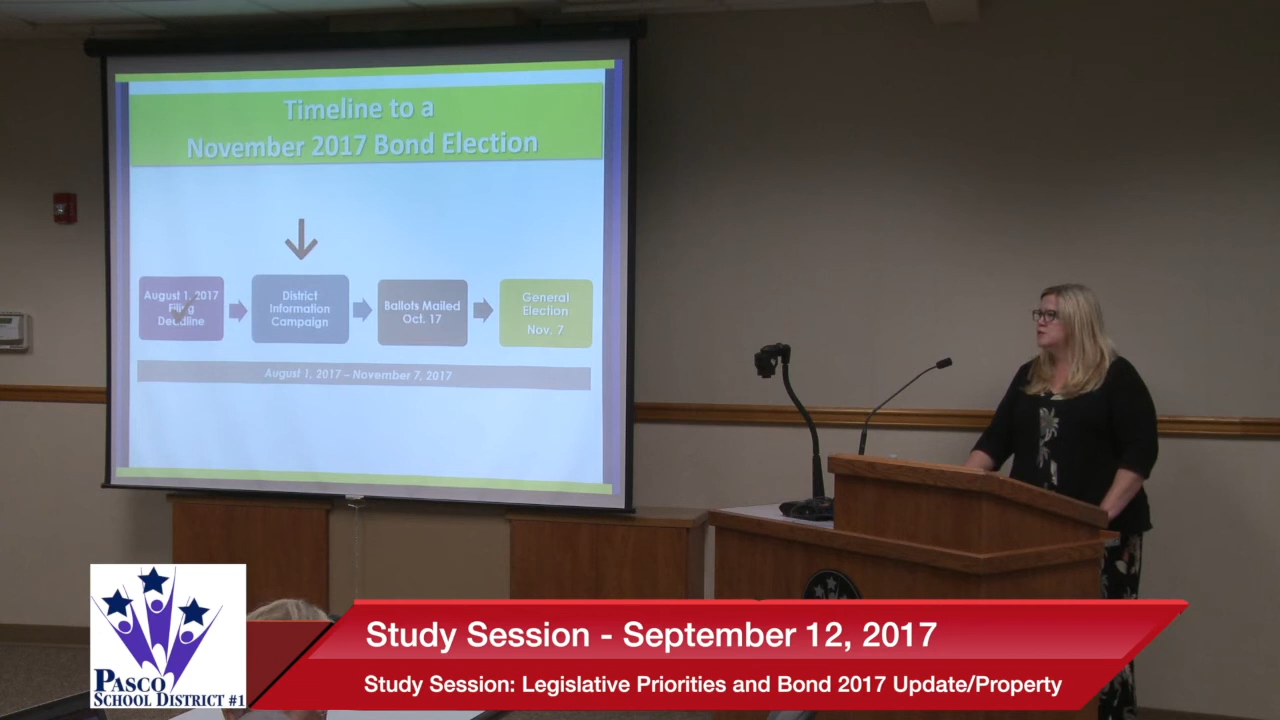 Timeline to a
November 2017 Bond Election
August 1, 2017
Filing
Deadline
District
Information
Campaign
Ballots Mailed
Oct. 17
General
Election
Nov. 7
August 1, 2017 – November 7, 2017
PASCO
SCHOOL DISTRICT #1
Study Session - September 12, 2017
Study Session: Legislative Priorities and Bond 2017 Update/Property